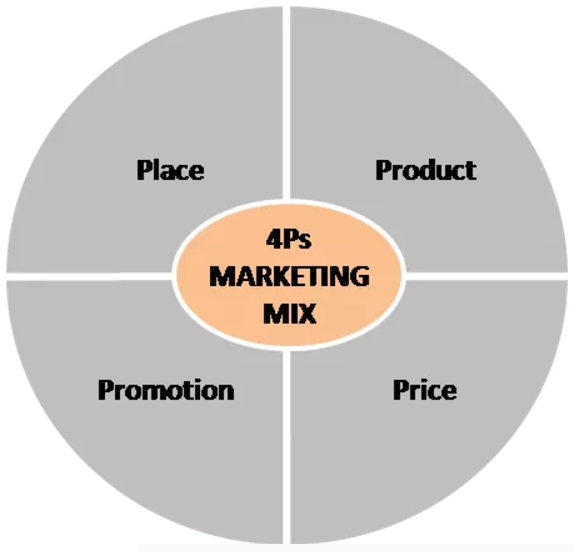 Place
Product
4Ps
MARKETING
MIX
Promotion
Price